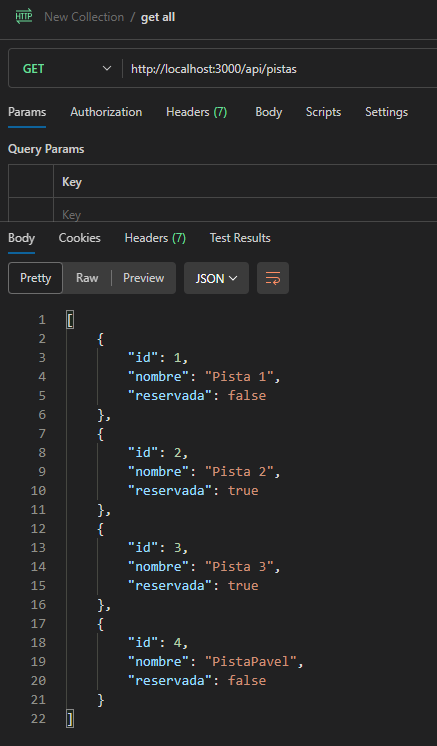 HTTP New Collection / get all
GET http://localhost:3000/api/pistas
Params Authorization Headers (7) Body Scripts Settings
Query Params
Key
Key
Body Cookies Headers (7) Test Results
Pretty Raw Preview JSON
1 [
2 {
3 "id": 1,
4 "nombre": "Pista 1",
5 "reservada": false
6 },
7 {
8 "id": 2,
9 "nombre": "Pista 2",
10 "reservada": true
11 },
12 {
13 "id": 3,
14 "nombre": "Pista 3",
15 "reservada": true
16 },
17 {
18 "id": 4,
19 "nombre": "PistaPavel",
20 "reservada": false
21 }
22 ]